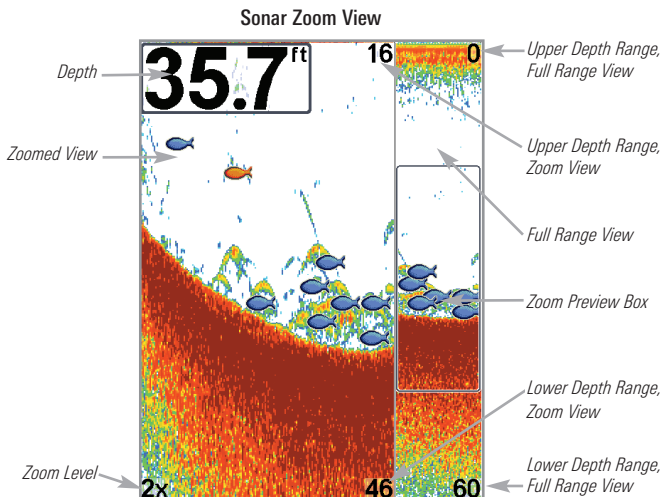 Sonar Zoom View
Depth
35.7 ft
16
0
Upper Depth Range,
Full Range View
Zoomed View
Upper Depth Range,
Zoom View
Full Range View
Zoom Preview Box
Lower Depth Range,
Zoom View
Zoom Level
2x
46
60
Lower Depth Range,
Full Range View